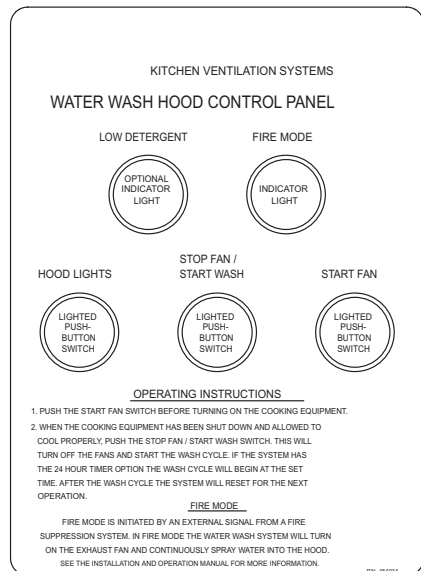 KITCHEN VENTILATION SYSTEMS
WATER WASH HOOD CONTROL PANEL
LOW DETERGENT FIRE MODE
OPTIONAL
INDICATOR
LIGHT
INDICATOR
LIGHT
HOOD LIGHTS
STOP FAN /
START WASH
START FAN
LIGHTED
PUSH-
BUTTON
SWITCH
LIGHTED
PUSH-
BUTTON
SWITCH
LIGHTED
PUSH-
BUTTON
SWITCH
OPERATING INSTRUCTIONS
1. PUSH THE START FAN SWITCH BEFORE TURNING ON THE COOKING EQUIPMENT.
2. WHEN THE COOKING EQUIPMENT HAS BEEN SHUT DOWN AND ALLOWED TO
COOL PROPERLY, PUSH THE STOP FAN / START WASH SWITCH. THIS WILL
TURN OFF THE FANS AND START THE WASH CYCLE. IF THE SYSTEM HAS
THE 24 HOUR TIMER OPTION THE WASH CYCLE WILL BEGIN AT THE SET
TIME. AFTER THE WASH CYCLE THE SYSTEM WILL RESET FOR THE NEXT
OPERATION.
FIRE MODE
FIRE MODE IS INITIATED BY AN EXTERNAL SIGNAL FROM A FIRE
SUPPRESSION SYSTEM. IN FIRE MODE THE WATER WASH SYSTEM WILL TURN
ON THE EXHAUST FAN AND CONTINUOUSLY SPRAY WATER INTO THE HOOD.
SEE THE INSTALLATION AND OPERATION MANUAL FOR MORE INFORMATION.